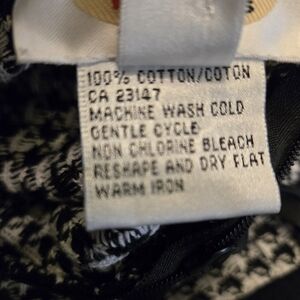 100% COTTON/COTON
CA 23147
MACHINE WASH COLD
GENTLE CYCLE
NON CHLORINE BLEACH
RESHAPE AND DRY FLAT
WARM IRON